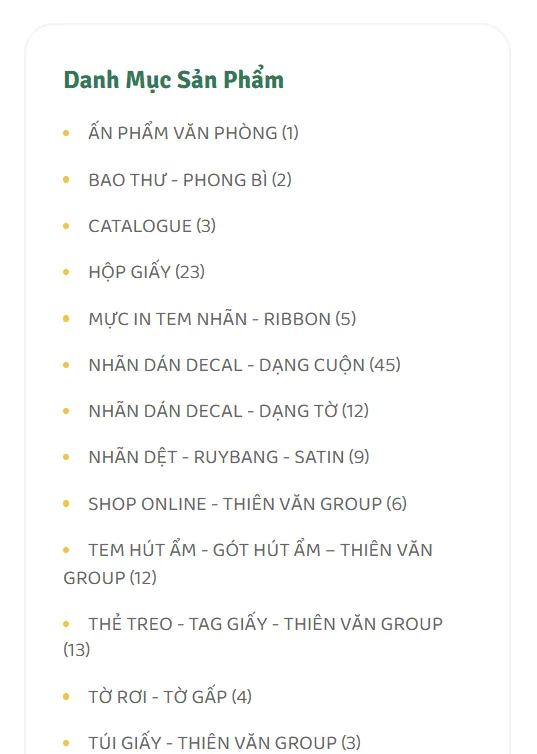 Danh Mục Sản Phẩm
ẤN PHẨM VĂN PHÒNG (1)
BAO THƯ - PHONG BÌ (2)
CATALOGUE (3)
HỘP GIẤY (23)
MỰC IN TEM NHÃN - RIBBON (5)
NHÃN DÁN DECAL - DẠNG CUỘN (45)
NHÃN DÁN DECAL - DẠNG TỜ (12)
NHÃN DỆT - RUYBANG - SATIN (9)
SHOP ONLINE - THIÊN VĂN GROUP (6)
TEM HÚT ẨM - GÓT HÚT ẨM – THIÊN VĂN
GROUP (12)
THẺ TREO - TAG GIẤY - THIÊN VĂN GROUP
(13)
TỜ RƠI - TỜ GẤP (4)
TÚI GIẤY - THIÊN VĂN GROUP (3)